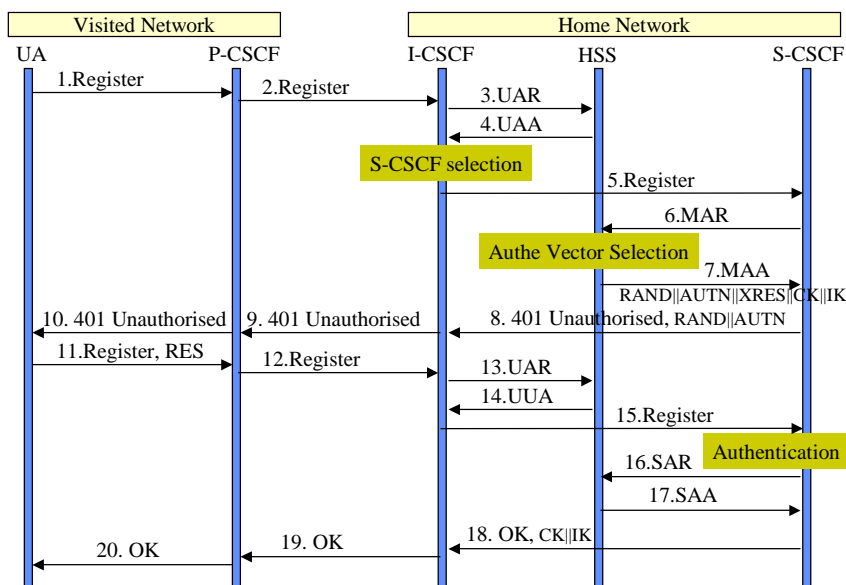 Visited Network
Home Network
UA
P-CSCF
I-CSCF
HSS
S-CSCF
1.Register
2.Register
3.UAR
4.UAA
S-CSCF selection
5.Register
6.MAR
Authe Vector Selection
7.MAA
RAND||AUTN||XRES||CK||IK
10. 401 Unauthorised
9. 401 Unauthorised
8. 401 Unauthorised, RAND||AUTN
11.Register, RES
12.Register
13.UAR
14.UUA
15.Register
Authentication
16.SAR
17.SAA
18. OK, CK||IK
19. OK
20. OK